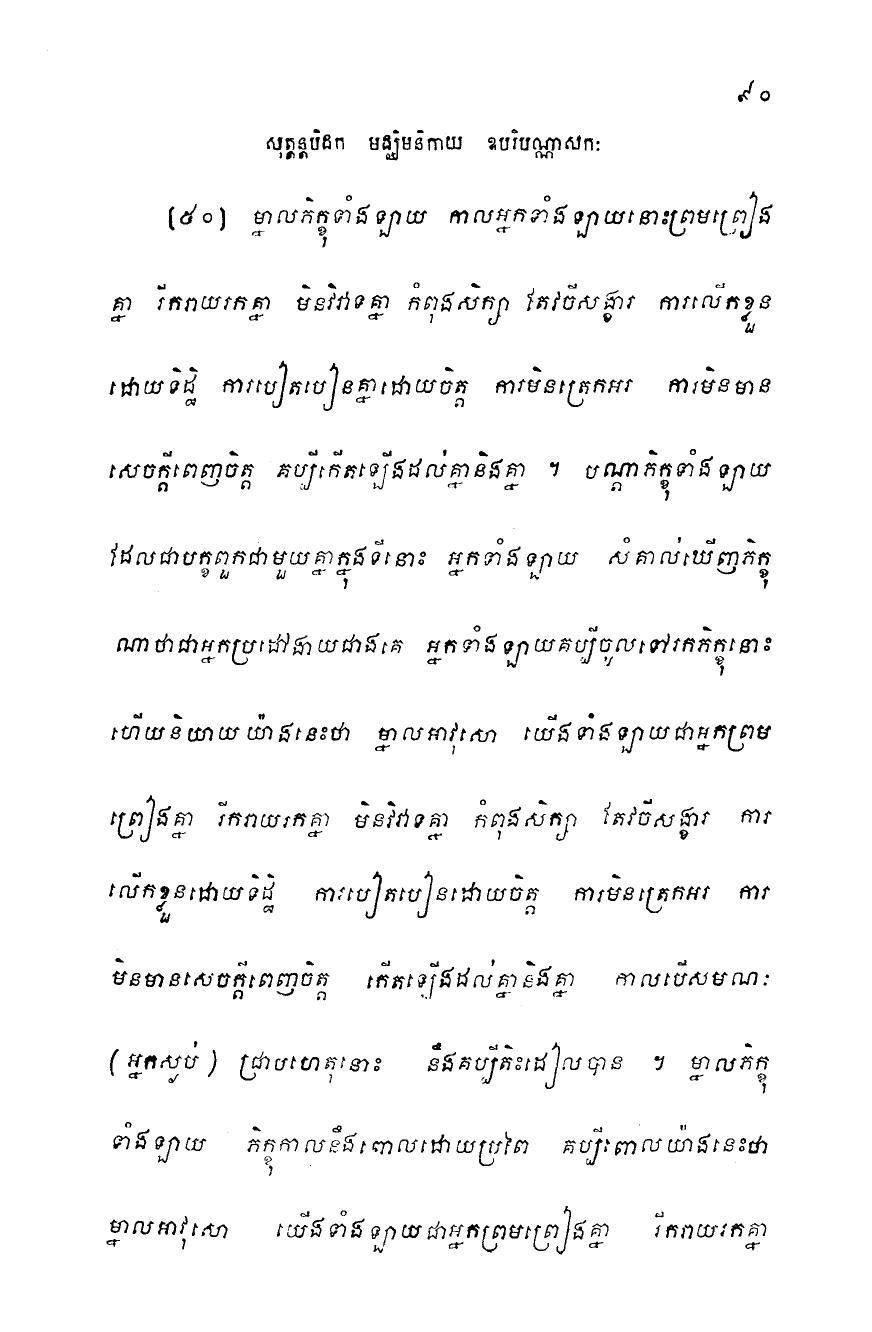 ៩០
សុត្តន្តបិដក មជ្ឈិមនិកាយ ឧបរិបណ្ណាសកៈ
(៥០) ម្នាលភិក្ខុទាំងឡាយ កាលអ្នកទាំងឡាយនោះព្រមព្រៀង
គ្នា រីករាយរកគ្នា មិនវិវាទគ្នា កំពុងសិក្សា តែវចីសង្ខារ ការលើកខ្លួន
ដោយទិដ្ឋិ ការបៀតបៀនគ្នាដោយចិត្ត ការមិនត្រេកអរ ការមិនមាន
សេចក្តីពេញចិត្ត គប្បីកើតឡើងដល់គ្នានិងគ្នា ។ បណ្តាភិក្ខុទាំងឡាយ
ដែលជាបក្ខពួកជាមួយគ្នាក្នុងទីនោះ អ្នកទាំងឡាយ សំគាល់ឃើញភិក្ខុ
ណាថាជាអ្នកប្រដៅងាយជាងគេ អ្នកទាំងឡាយគប្បីចូលទៅរកភិក្ខុនោះ
ហើយនិយាយយ៉ាងនេះថា ម្នាលអាវុសោ យើងទាំងឡាយជាអ្នកព្រម
ព្រៀងគ្នា រីករាយរកគ្នា មិនវិវាទគ្នា កំពុងសិក្សា តែវចីសង្ខារ ការ
លើកខ្លួនដោយទិដ្ឋិ ការបៀតបៀនដោយចិត្ត ការមិនត្រេកអរ ការ
មិនមានសេចក្តីពេញចិត្ត កើតឡើងដល់គ្នានិងគ្នា កាលបើសមណៈ
(អ្នកស្ងប់) ជ្រាបហេតុនោះ នឹងគប្បីតិះដៀលបាន ។ ម្នាលភិក្ខុ
ទាំងឡាយ ភិក្ខុកាលនឹងពោលដោយប្រពៃ គប្បីពោលយ៉ាងនេះថា
ម្នាលអាវុសោ យើងទាំងឡាយជាអ្នកព្រមព្រៀងគ្នា រីករាយរកគ្នា